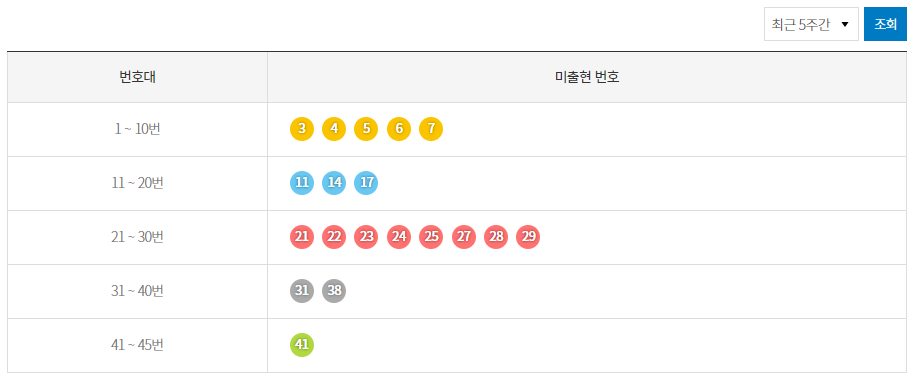 최근 5주간 조회
번호대 미출현 번호
1 ~ 10번 3 4 5 6 7
11 ~ 20번 11 14 17
21 ~ 30번 21 22 23 24 25 27 28 29
31 ~ 40번 31 38
41 ~ 45번 41